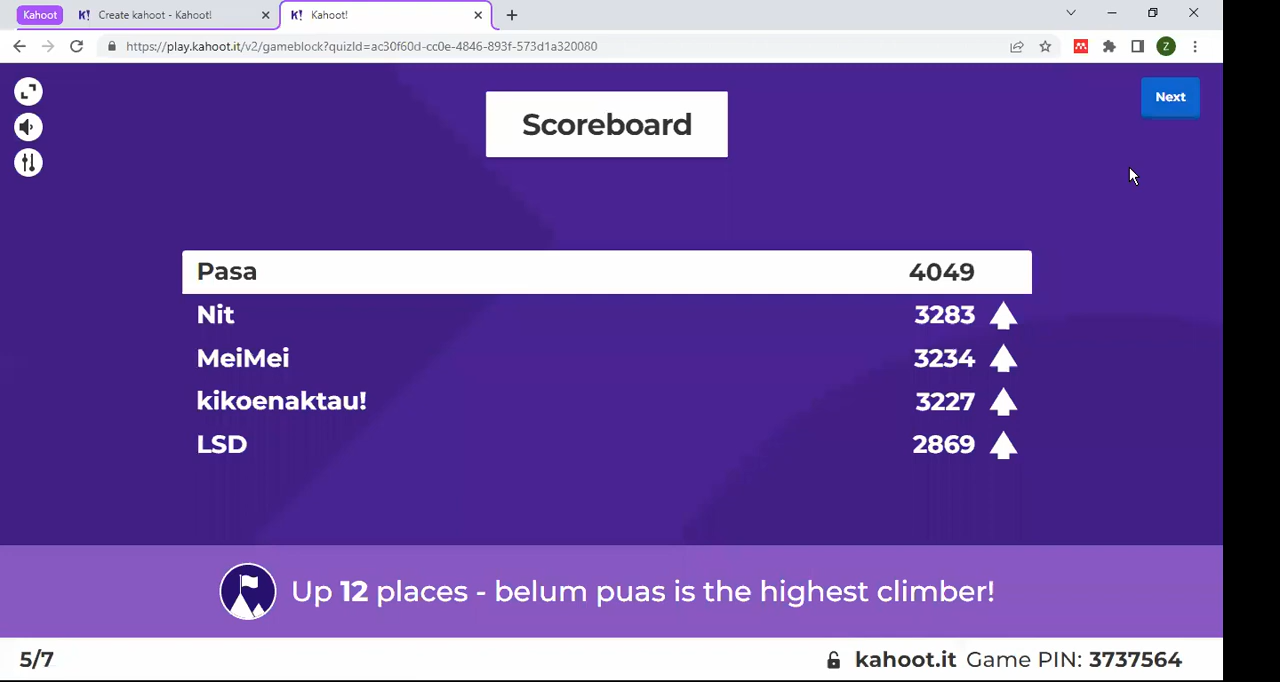 Kahoot
K! Create kahoot - Kahoot!
K! Kahoot!
https://play.kahoot.it/v2/gameblock?quizId=ac30f60d-cc0e-4846-893f-573d1a320080
Z
Next
Scoreboard
Pasa 4049
Nit 3283
MeiMei 3234
kikoenaktau! 3227
LSD 2869
Up 12 places - belum puas is the highest climber!
5/7
kahoot.it Game PIN: 3737564